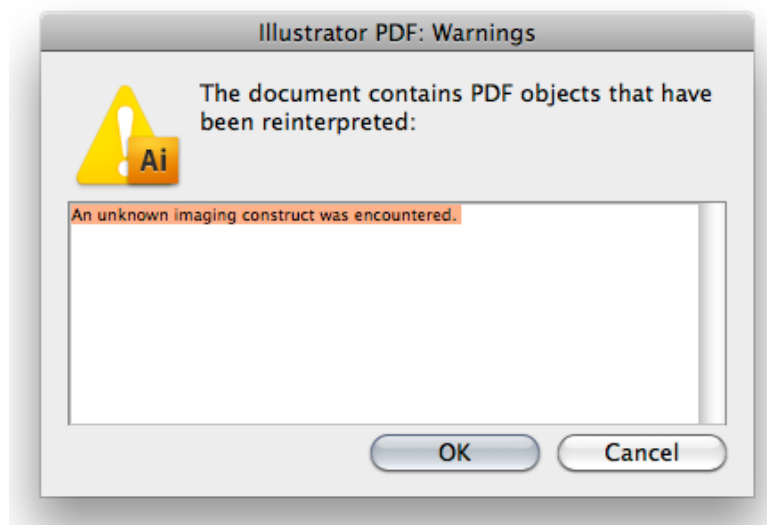 Illustrator PDF: Warnings
The document contains PDF objects that have
been reinterpreted:
Ai
An unknown imaging construct was encountered.
OK
Cancel